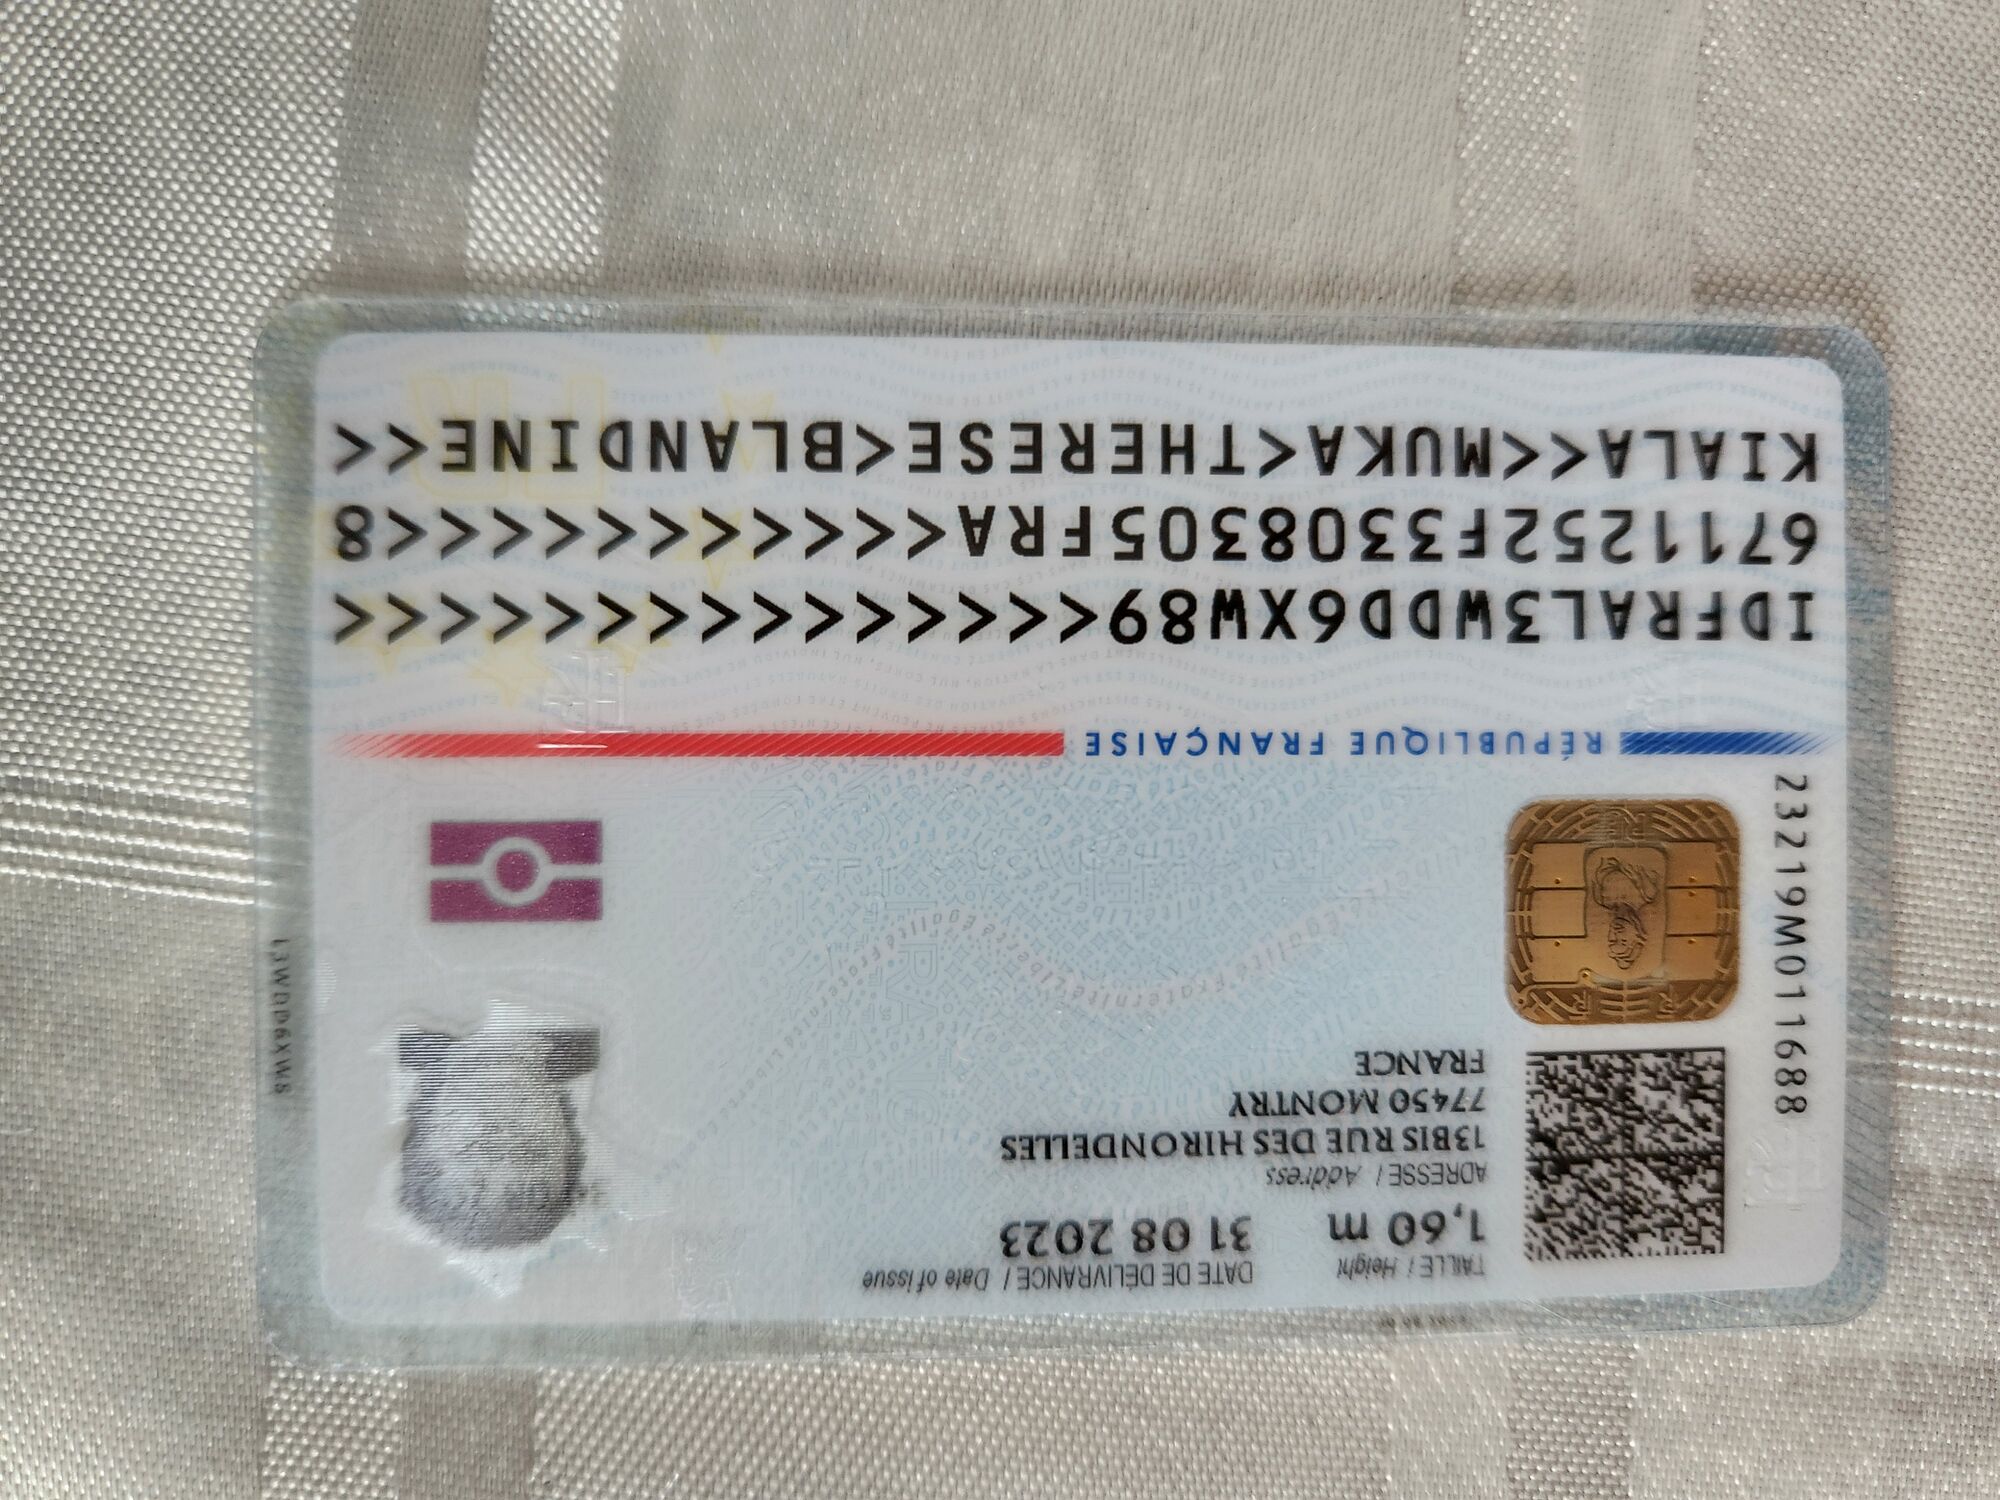 TAILLE / Height
1,60 m
DATE DE DÉLIVRANCE / Date of issue
31 08 2023
ADRESSE / Address
13BIS RUE DES HIRONDELLES
77450 MONTRY
FRANCE
23219M011688
L3WDD6XW8
RÉPUBLIQUE FRANÇAISE
IDFRAL3WDD6XW89<<<<<<<<<<<<<<<
6711252F3308305FRA<<<<<<<<<<<8
KIALA<<MUKA<THERESE<BLANDINE<<